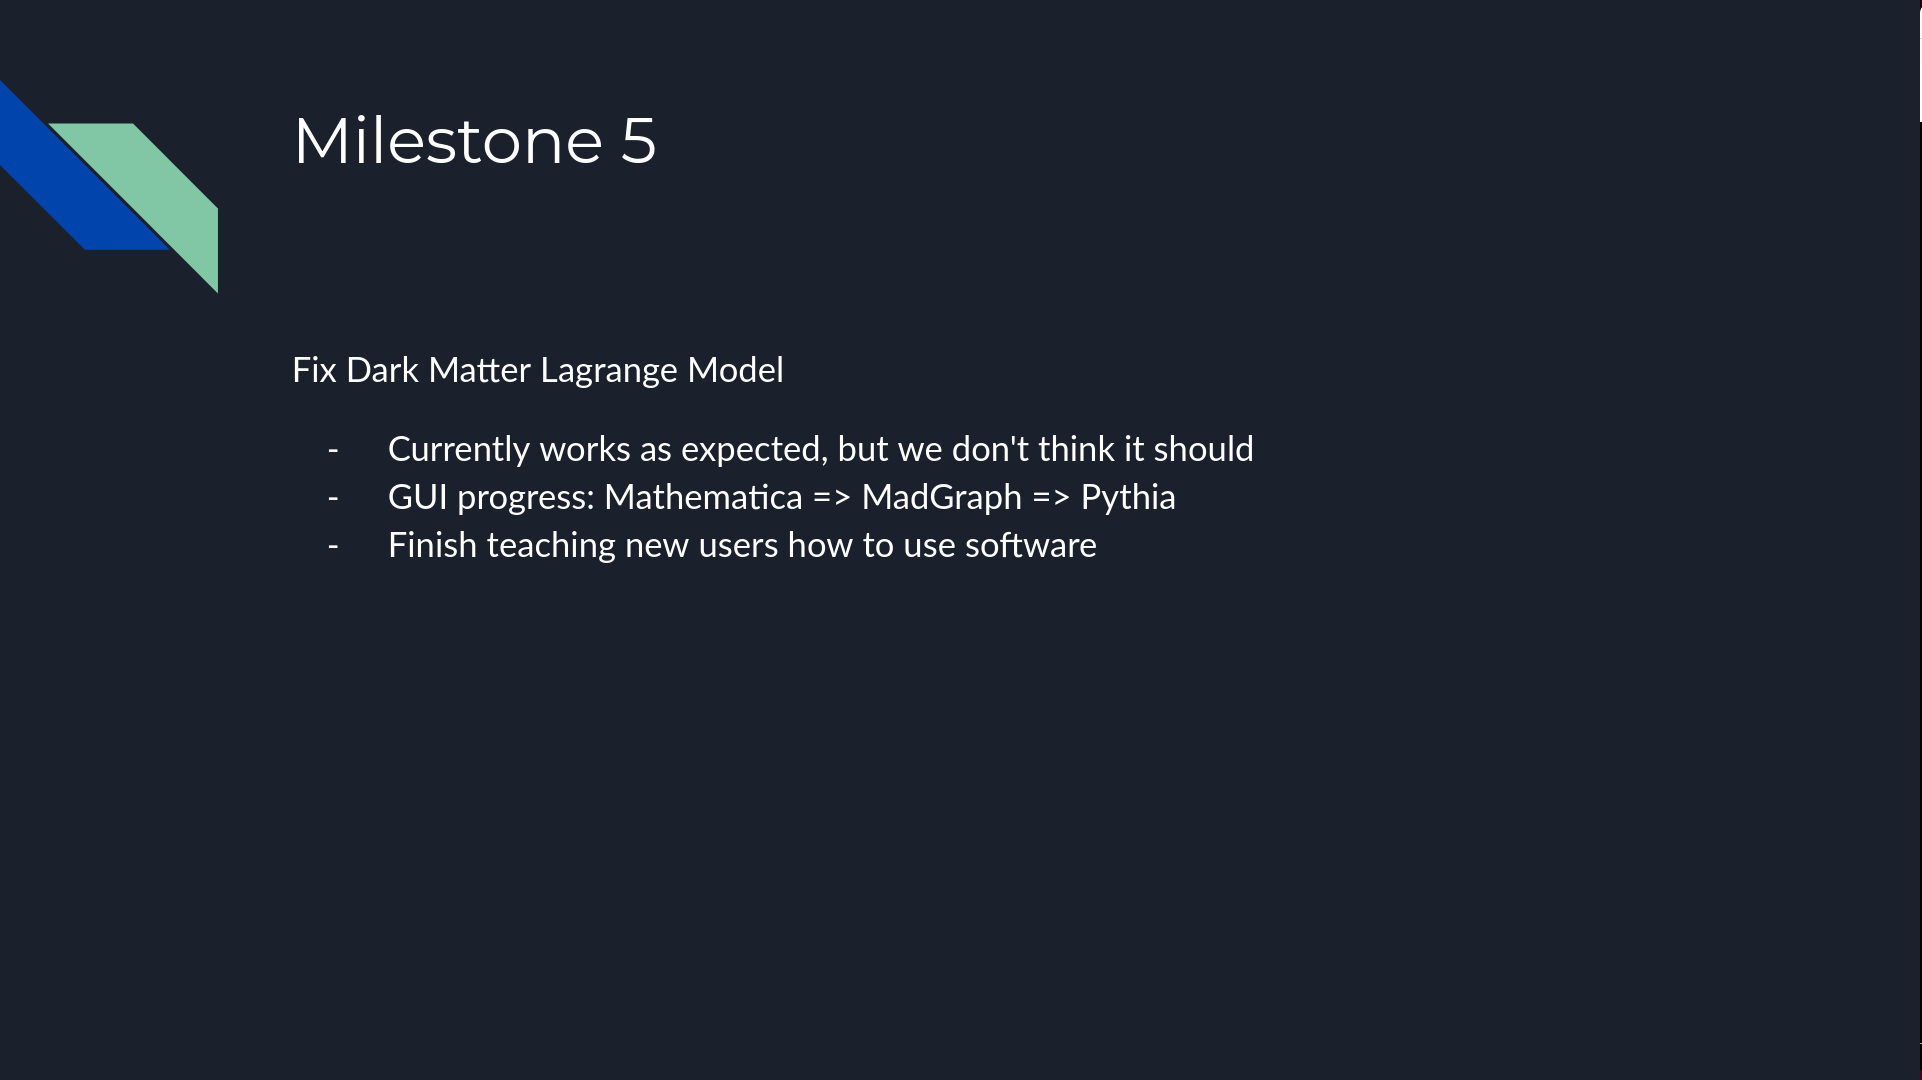 Milestone 5
Fix Dark Matter Lagrange Model
- Currently works as expected, but we don't think it should
- GUI progress: Mathematica => MadGraph => Pythia
- Finish teaching new users how to use software